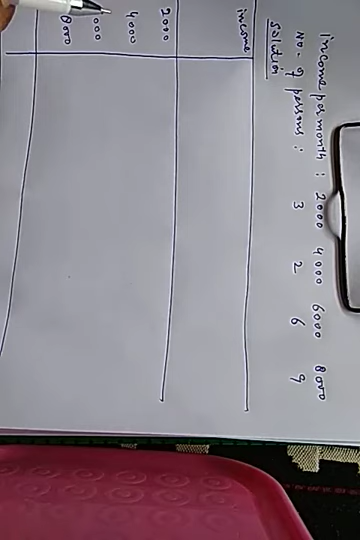 Income per month : 2000 4000 6000 8000
No. of persons : 3 2 6 9
Solution
income
2000
4000
000
8000